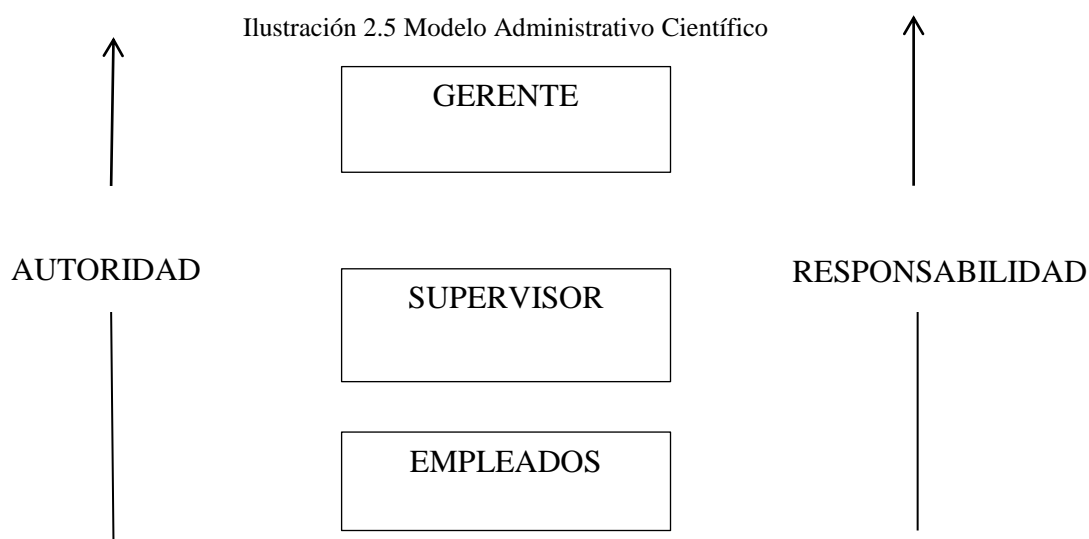 Ilustración 2.5 Modelo Administrativo Científico
GERENTE
AUTORIDAD
RESPONSABILIDAD
SUPERVISOR
EMPLEADOS